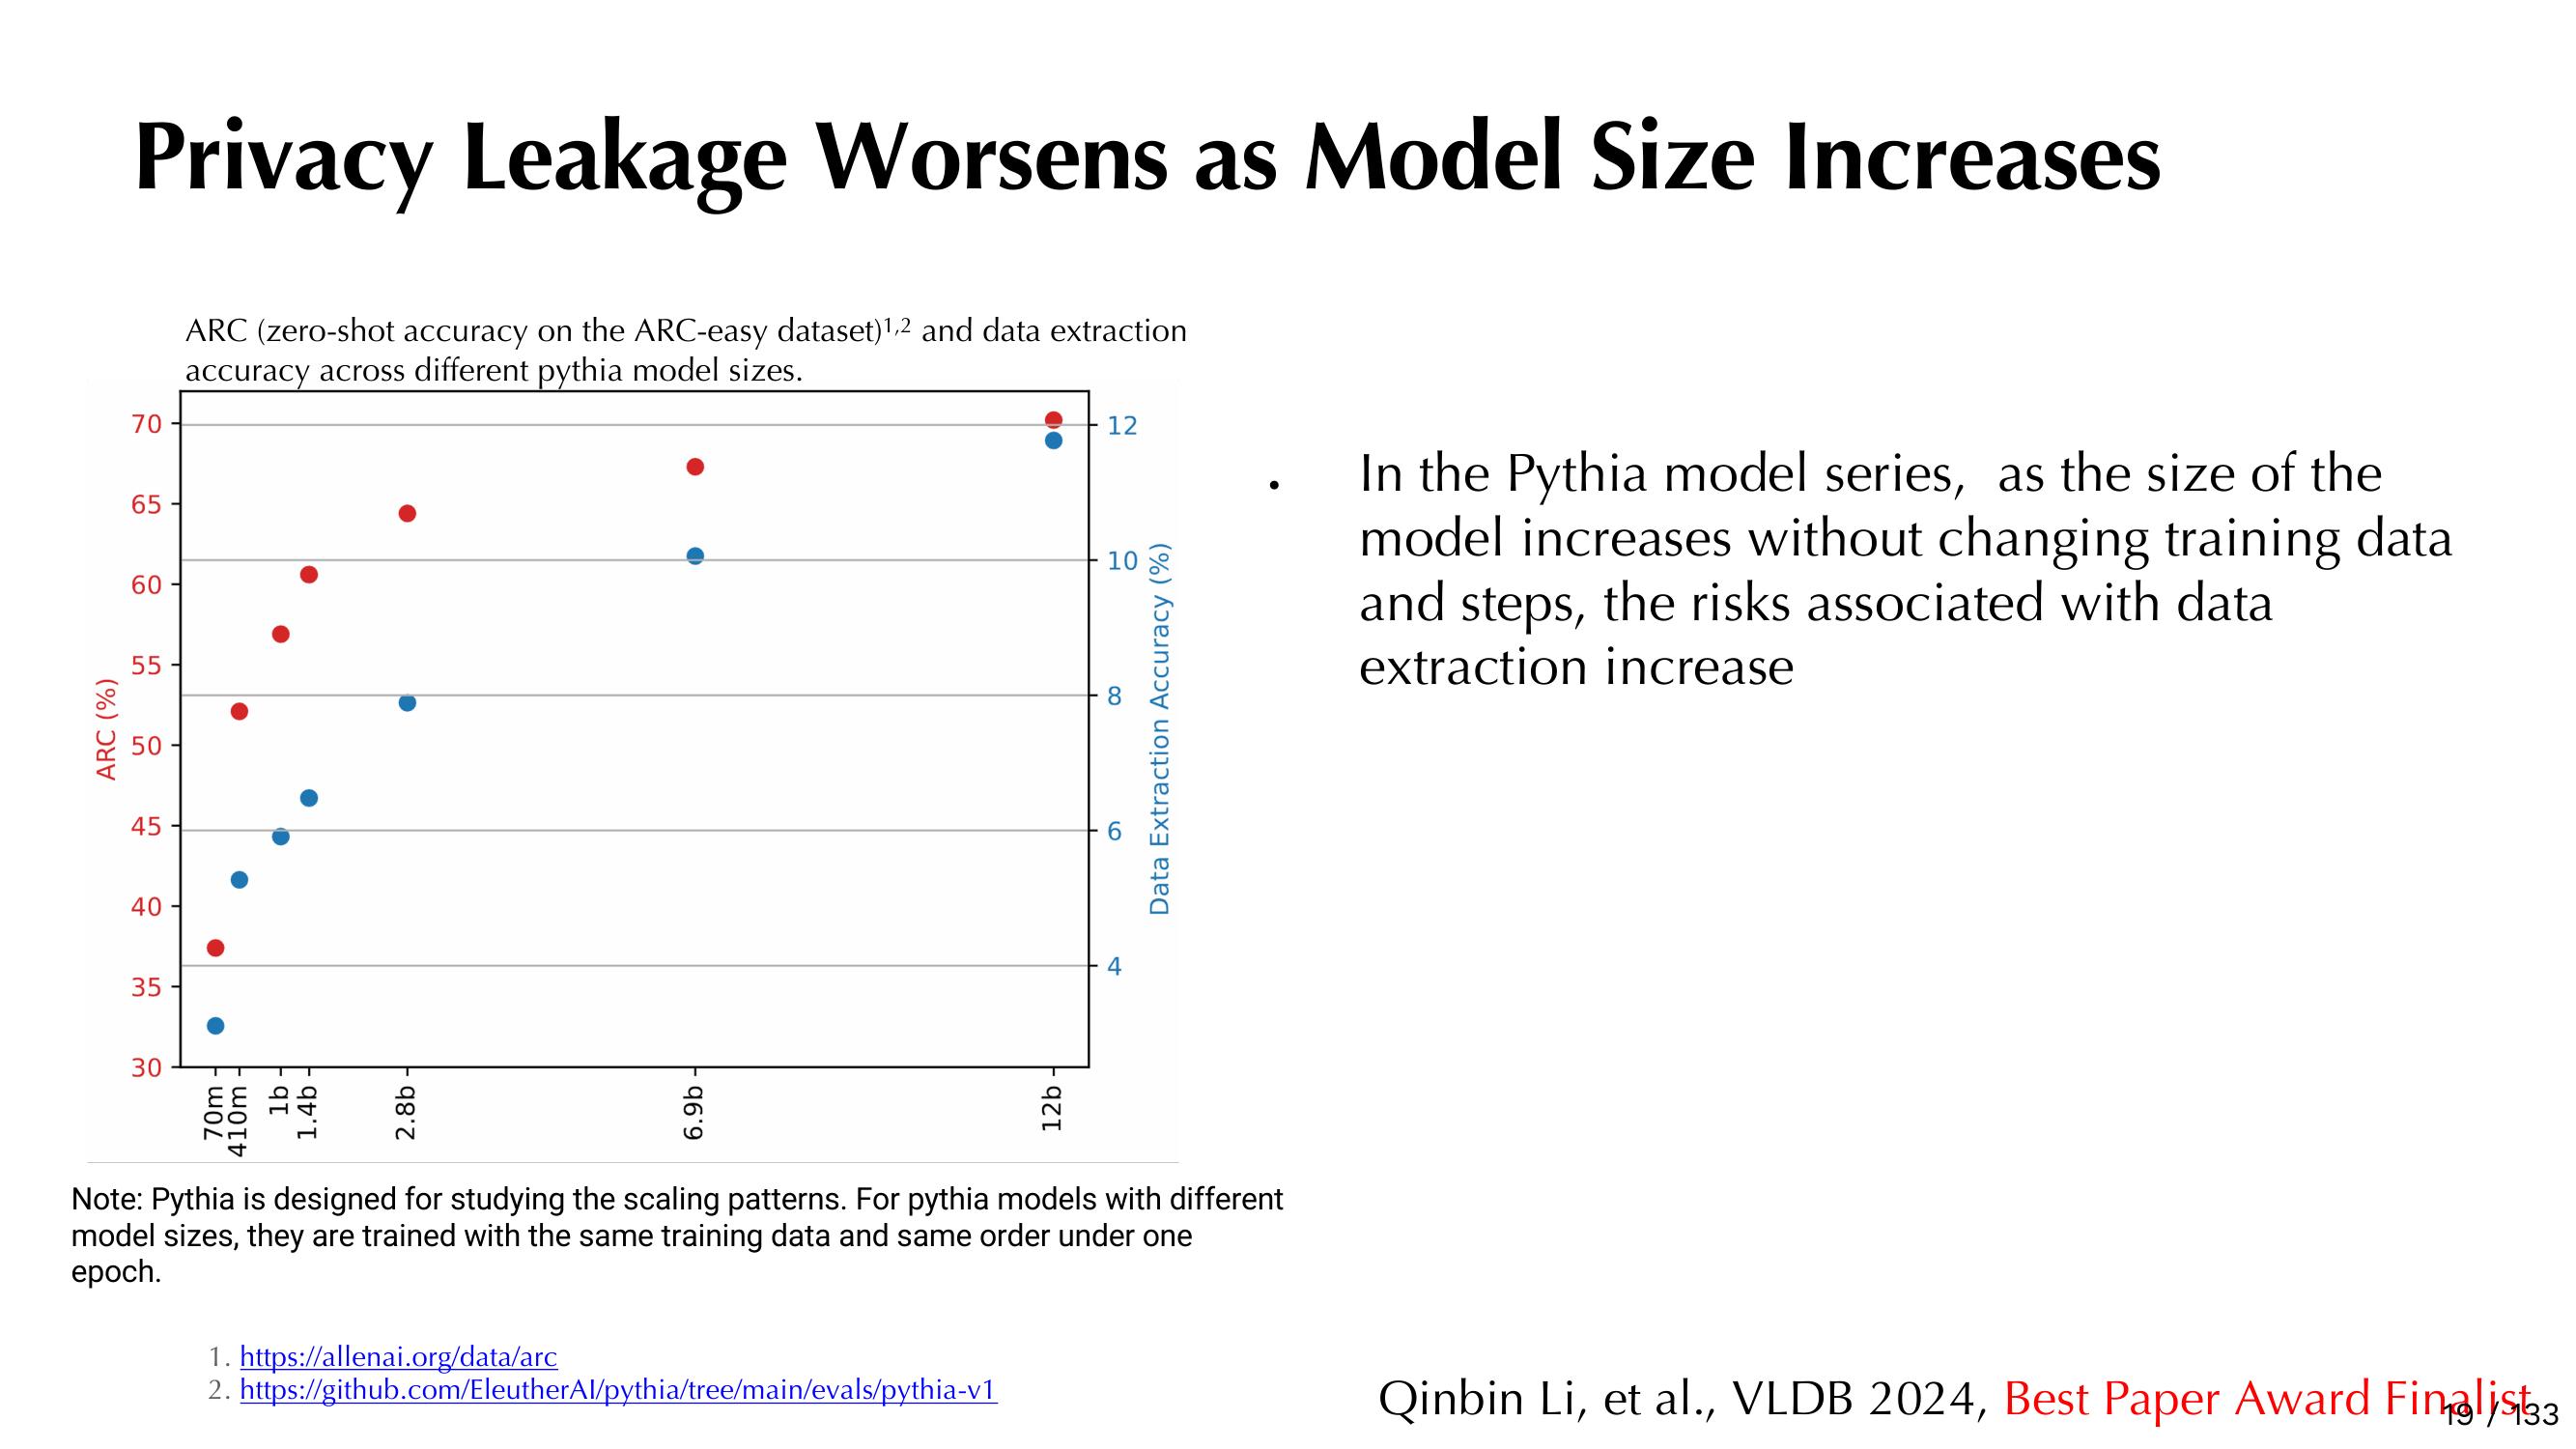 Privacy Leakage Worsens as Model Size Increases
ARC (zero-shot accuracy on the ARC-easy dataset)¹,² and data extraction
accuracy across different pythia model sizes.
70
65
60
55
50
45
40
35
30
ARC (%)
12
10
8
6
4
Data Extraction Accuracy (%)
70m
410m
1b
1.4b
2.8b
6.9b
12b
• In the Pythia model series,  as the size of the
model increases without changing training data
and steps, the risks associated with data
extraction increase
Note: Pythia is designed for studying the scaling patterns. For pythia models with different
model sizes, they are trained with the same training data and same order under one
epoch.
1. https://allenai.org/data/arc
2. https://github.com/EleutherAI/pythia/tree/main/evals/pythia-v1
Qinbin Li, et al., VLDB 2024, Best Paper Award Finalist
19 / 133